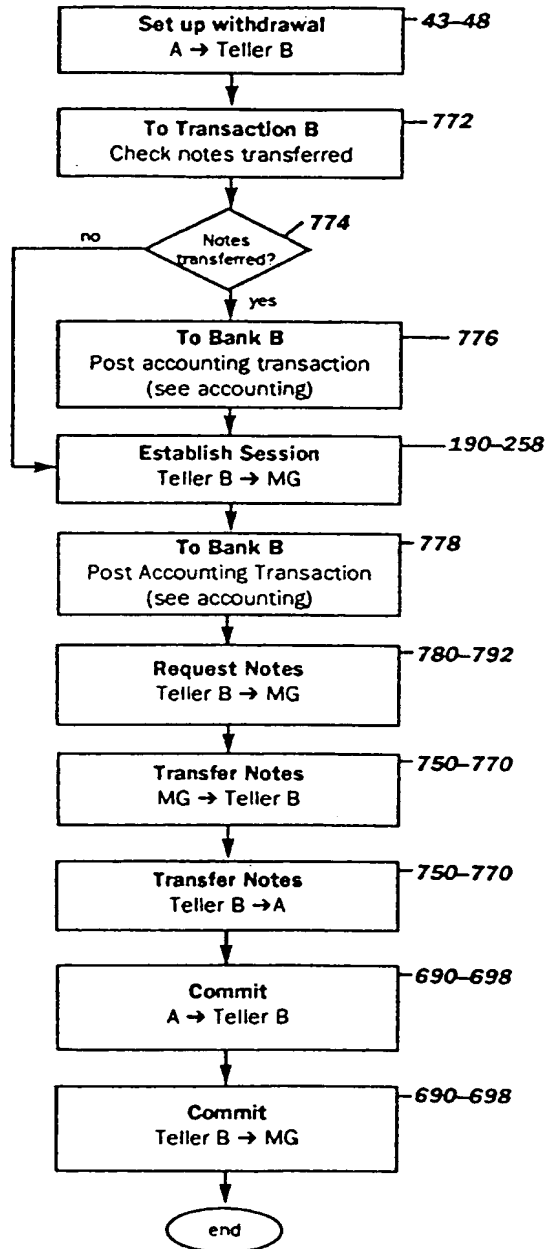 Set up withdrawal
A → Teller B
43–48
To Transaction B
Check notes transferred
772
Notes
transferred?
774
no
yes
To Bank B
Post accounting transaction
(see accounting)
776
Establish Session
Teller B → MG
190–258
To Bank B
Post Accounting Transaction
(see accounting)
778
Request Notes
Teller B → MG
780–792
Transfer Notes
MG → Teller B
750–770
Transfer Notes
Teller B →A
750–770
Commit
A → Teller B
690–698
Commit
Teller B → MG
690–698
end